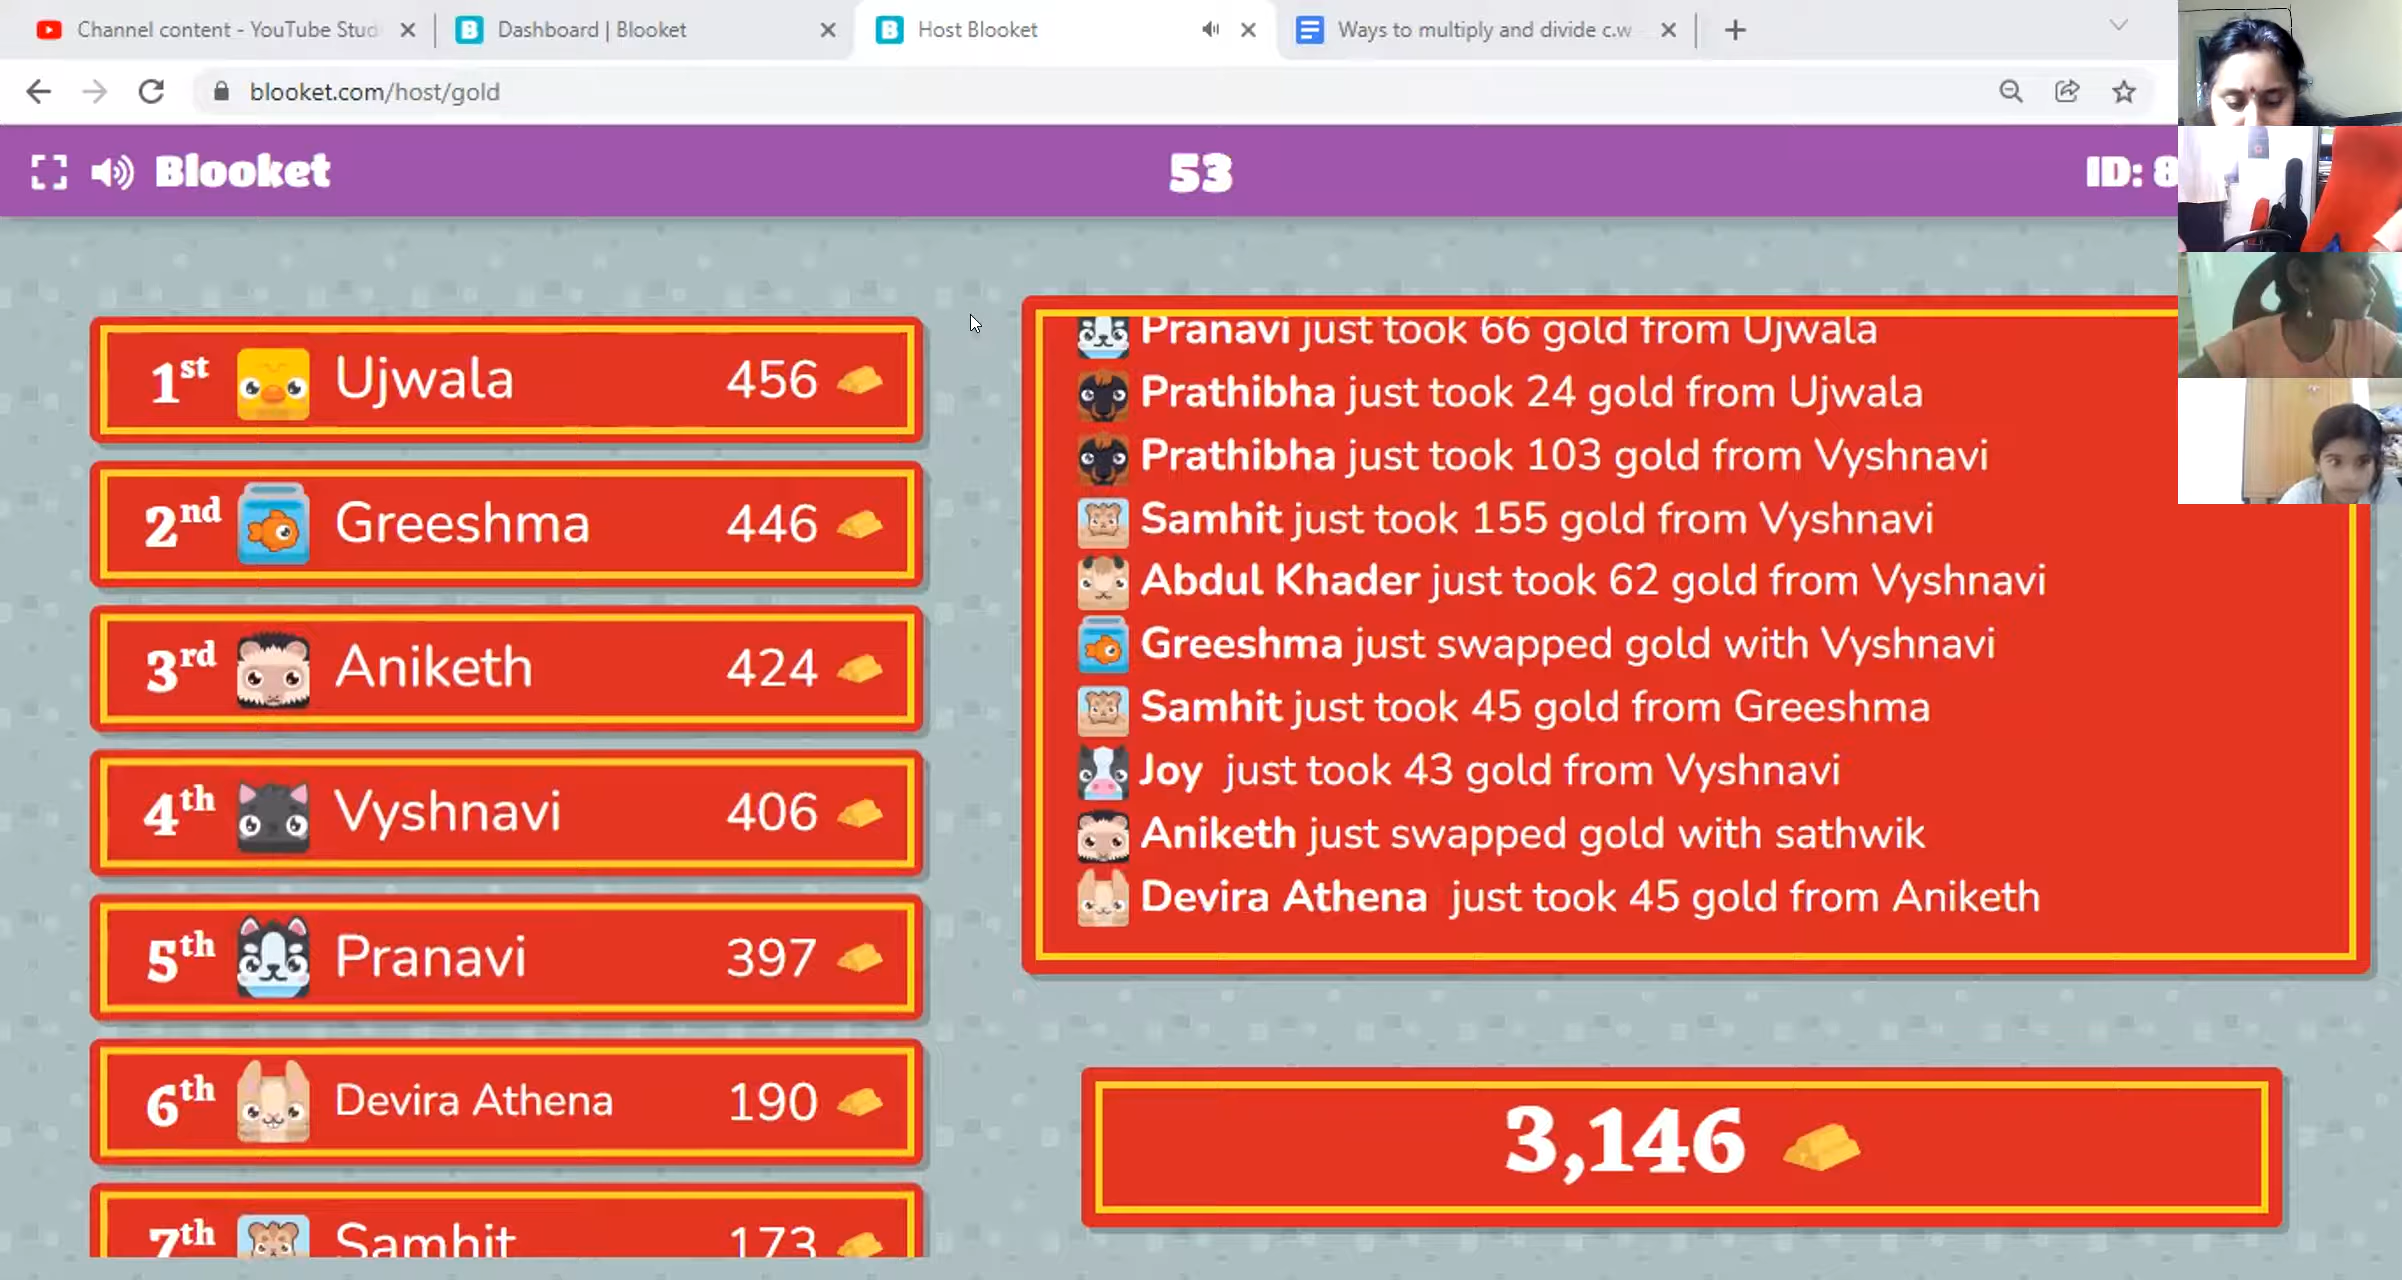 Channel content - YouTube Stud
Dashboard | Blooket
Host Blooket
Ways to multiply and divide c.w
blooket.com/host/gold
Blooket
53
ID: 8
1st Ujwala 456
2nd Greeshma 446
3rd Aniketh 424
4th Vyshnavi 406
5th Pranavi 397
6th Devira Athena 190
7th Samhit 173
Pranavi just took 66 gold from Ujwala
Prathibha just took 24 gold from Ujwala
Prathibha just took 103 gold from Vyshnavi
Samhit just took 155 gold from Vyshnavi
Abdul Khader just took 62 gold from Vyshnavi
Greeshma just swapped gold with Vyshnavi
Samhit just took 45 gold from Greeshma
Joy just took 43 gold from Vyshnavi
Aniketh just swapped gold with sathwik
Devira Athena just took 45 gold from Aniketh
3,146